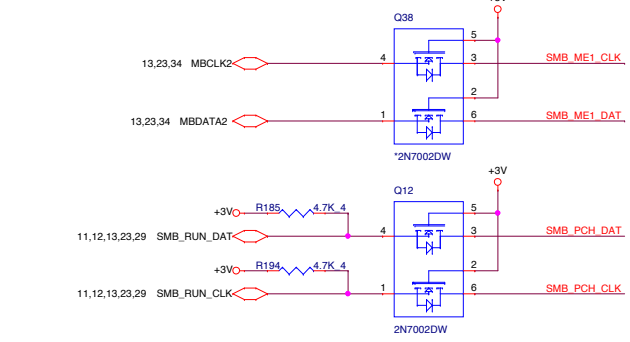 Q38
5
13,23,34 MBCLK2
4
3
SMB_ME1_CLK
2
13,23,34 MBDATA2
1
6
SMB_ME1_DAT
*2N7002DW
+3V
Q12
+3V
R185
4.7K_4
5
11,12,13,23,29 SMB_RUN_DAT
4
3
SMB_PCH_DAT
+3V
R194
4.7K_4
2
11,12,13,23,29 SMB_RUN_CLK
1
6
SMB_PCH_CLK
2N7002DW